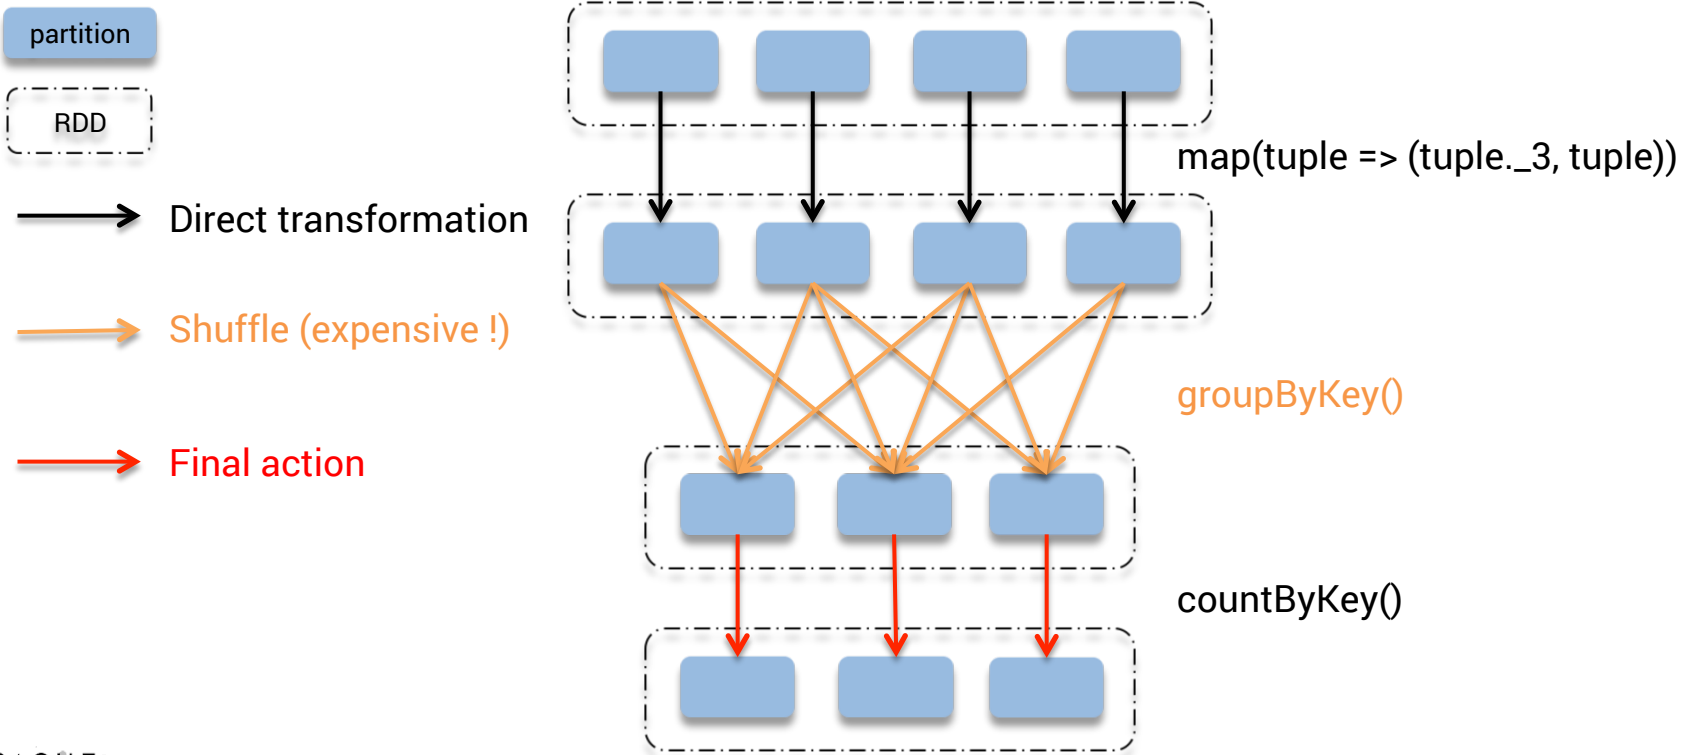 partition
RDD
map(tuple => (tuple._3, tuple))
Direct transformation
Shuffle (expensive !)
groupByKey()
Final action
countByKey()